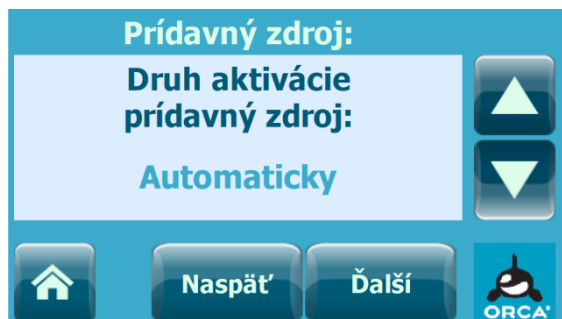 Prídavný zdroj:
Druh aktivácie
prídavný zdroj:
Automaticky
Naspäť
Ďalší
ORCA